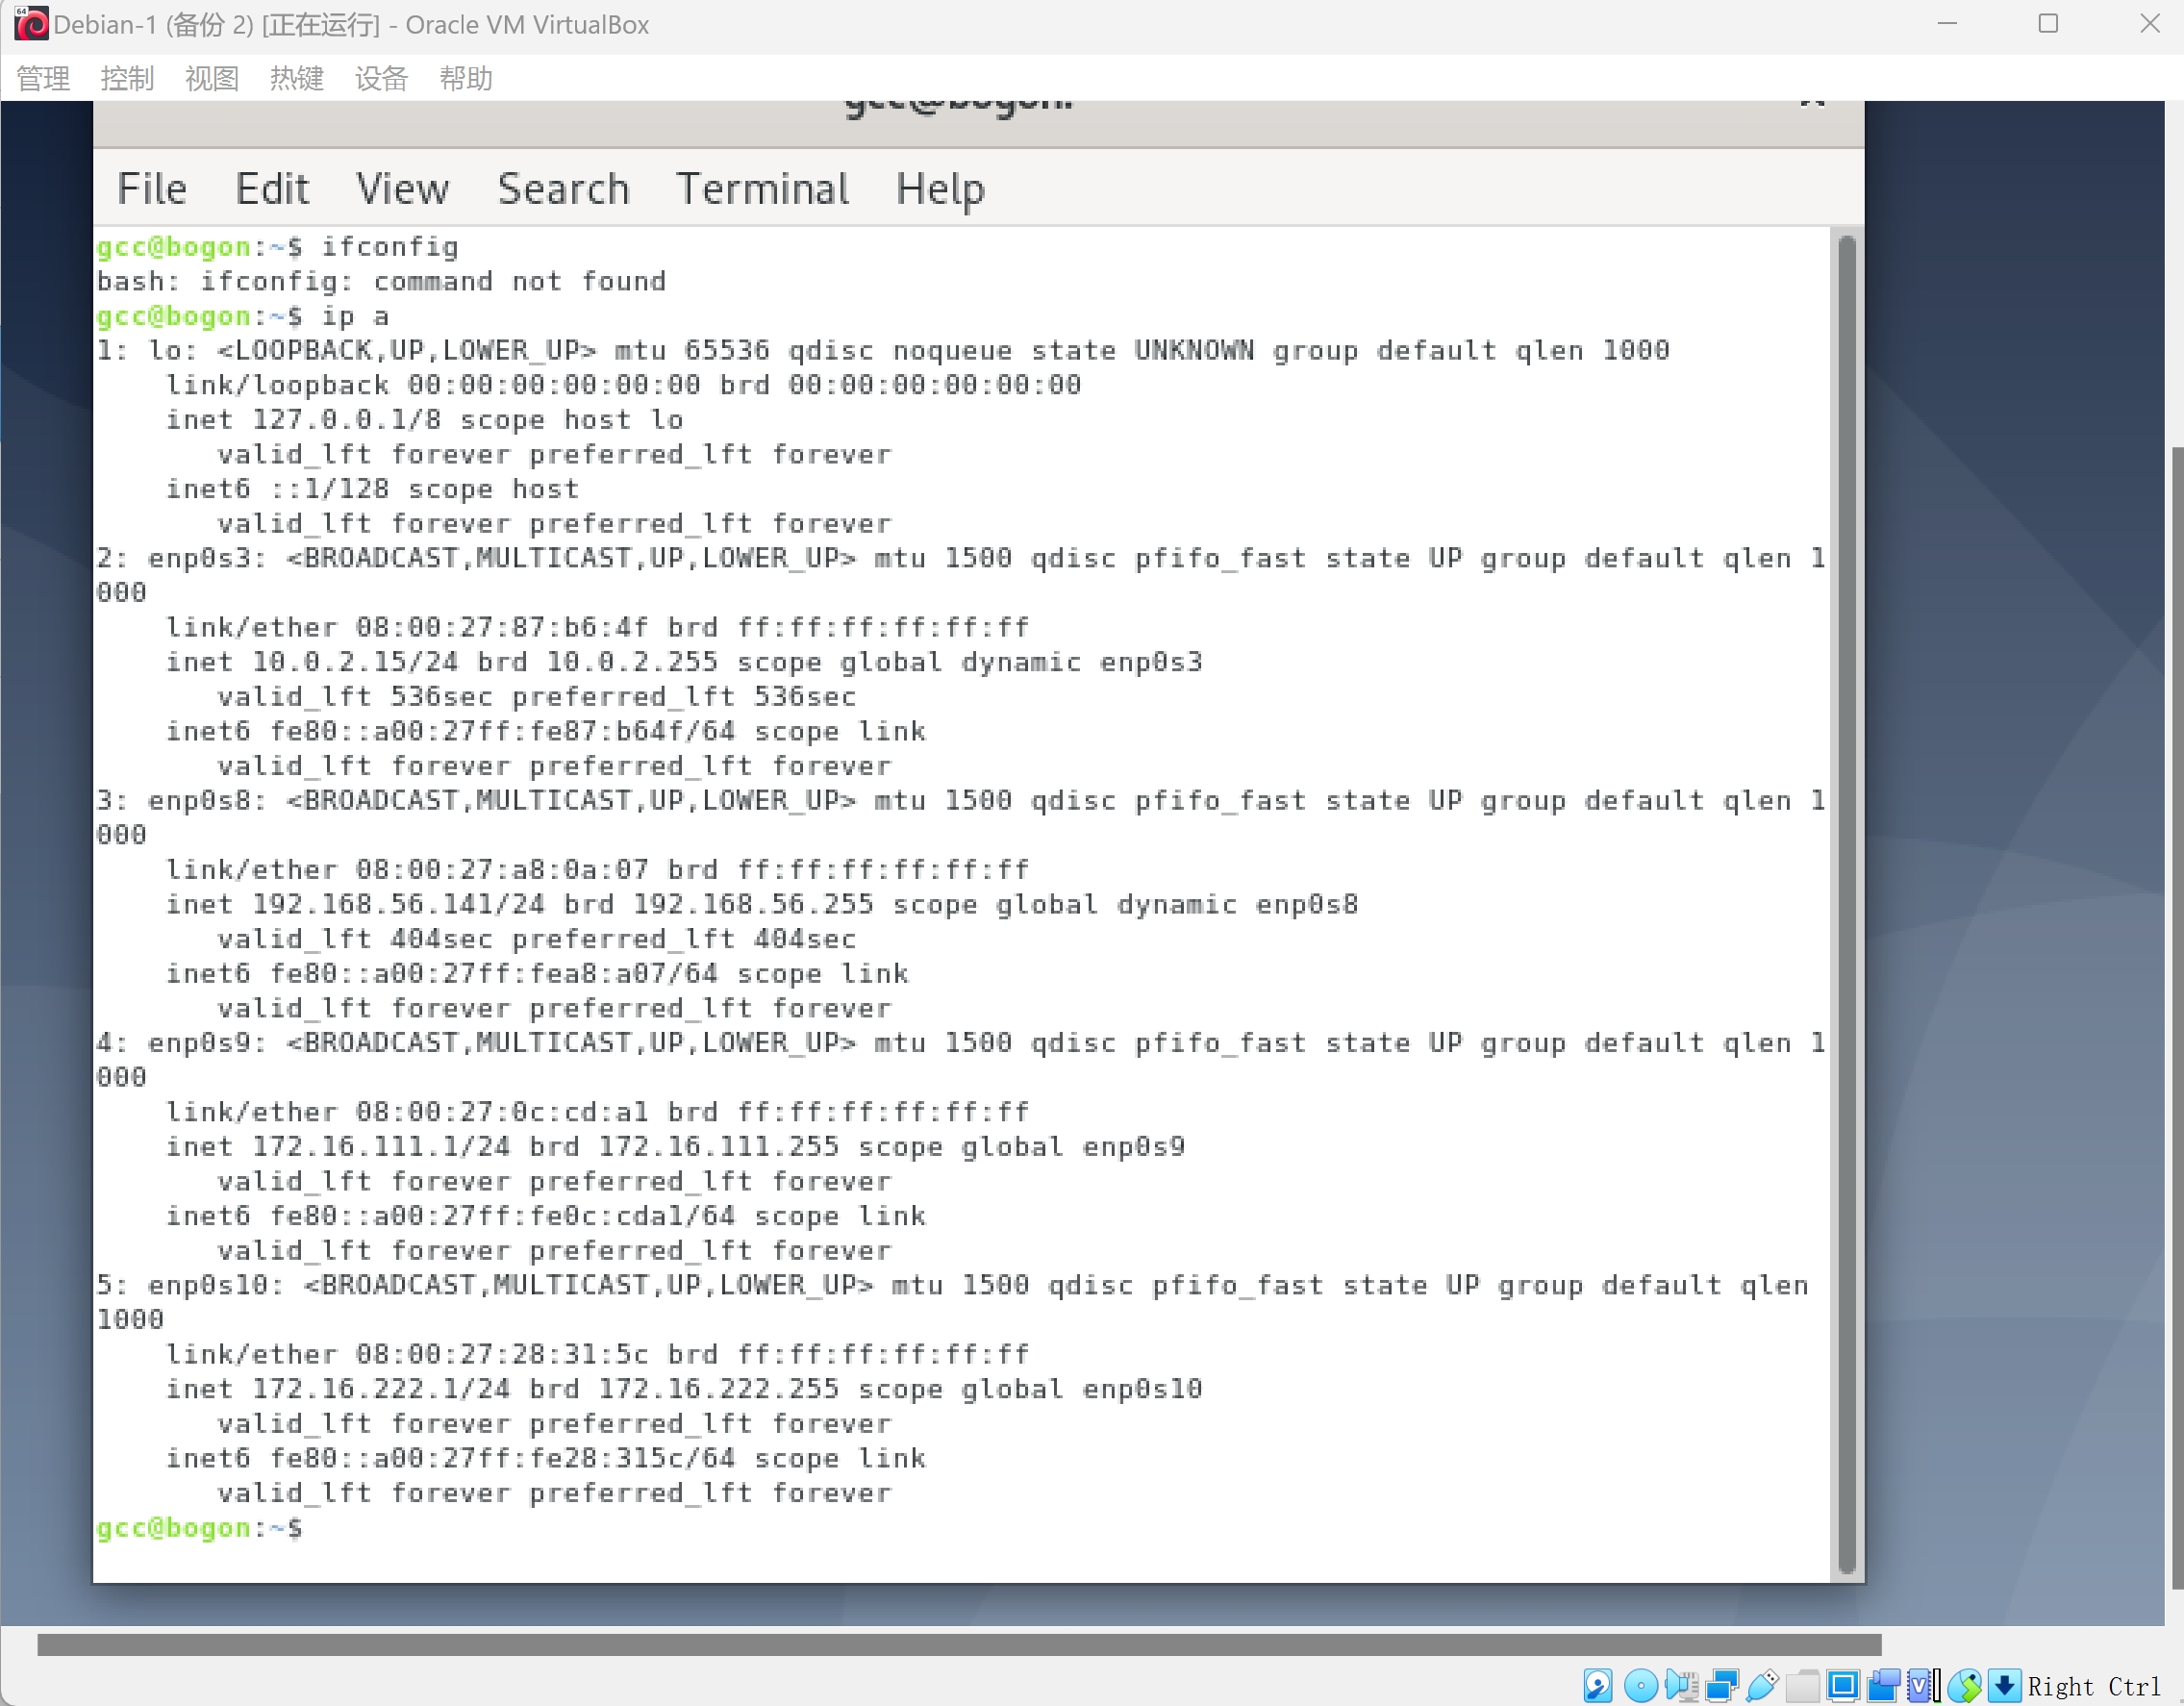 64
Debian-1 (备份 2) [正在运行] - Oracle VM VirtualBox
管理 控制 视图 热键 设备 帮助
gcc@bogon:
File Edit View Search Terminal Help
gcc@bogon:~$ ifconfig
bash: ifconfig: command not found
gcc@bogon:~$ ip a
1: lo: <LOOPBACK,UP,LOWER_UP> mtu 65536 qdisc noqueue state UNKNOWN group default qlen 1000
link/loopback 00:00:00:00:00:00 brd 00:00:00:00:00:00
inet 127.0.0.1/8 scope host lo
valid_lft forever preferred_lft forever
inet6 ::1/128 scope host
valid_lft forever preferred_lft forever
2: enp0s3: <BROADCAST,MULTICAST,UP,LOWER_UP> mtu 1500 qdisc pfifo_fast state UP group default qlen 1
000
link/ether 08:00:27:87:b6:4f brd ff:ff:ff:ff:ff:ff
inet 10.0.2.15/24 brd 10.0.2.255 scope global dynamic enp0s3
valid_lft 536sec preferred_lft 536sec
inet6 fe80::a00:27ff:fe87:b64f/64 scope link
valid_lft forever preferred_lft forever
3: enp0s8: <BROADCAST,MULTICAST,UP,LOWER_UP> mtu 1500 qdisc pfifo_fast state UP group default qlen 1
000
link/ether 08:00:27:a8:0a:07 brd ff:ff:ff:ff:ff:ff
inet 192.168.56.141/24 brd 192.168.56.255 scope global dynamic enp0s8
valid_lft 404sec preferred_lft 404sec
inet6 fe80::a00:27ff:fea8:a07/64 scope link
valid_lft forever preferred_lft forever
4: enp0s9: <BROADCAST,MULTICAST,UP,LOWER_UP> mtu 1500 qdisc pfifo_fast state UP group default qlen 1
000
link/ether 08:00:27:0c:cd:a1 brd ff:ff:ff:ff:ff:ff
inet 172.16.111.1/24 brd 172.16.111.255 scope global enp0s9
valid_lft forever preferred_lft forever
inet6 fe80::a00:27ff:fe0c:cda1/64 scope link
valid_lft forever preferred_lft forever
5: enp0s10: <BROADCAST,MULTICAST,UP,LOWER_UP> mtu 1500 qdisc pfifo_fast state UP group default qlen
1000
link/ether 08:00:27:28:31:5c brd ff:ff:ff:ff:ff:ff
inet 172.16.222.1/24 brd 172.16.222.255 scope global enp0s10
valid_lft forever preferred_lft forever
inet6 fe80::a00:27ff:fe28:315c/64 scope link
valid_lft forever preferred_lft forever
gcc@bogon:~$
Right Ctrl